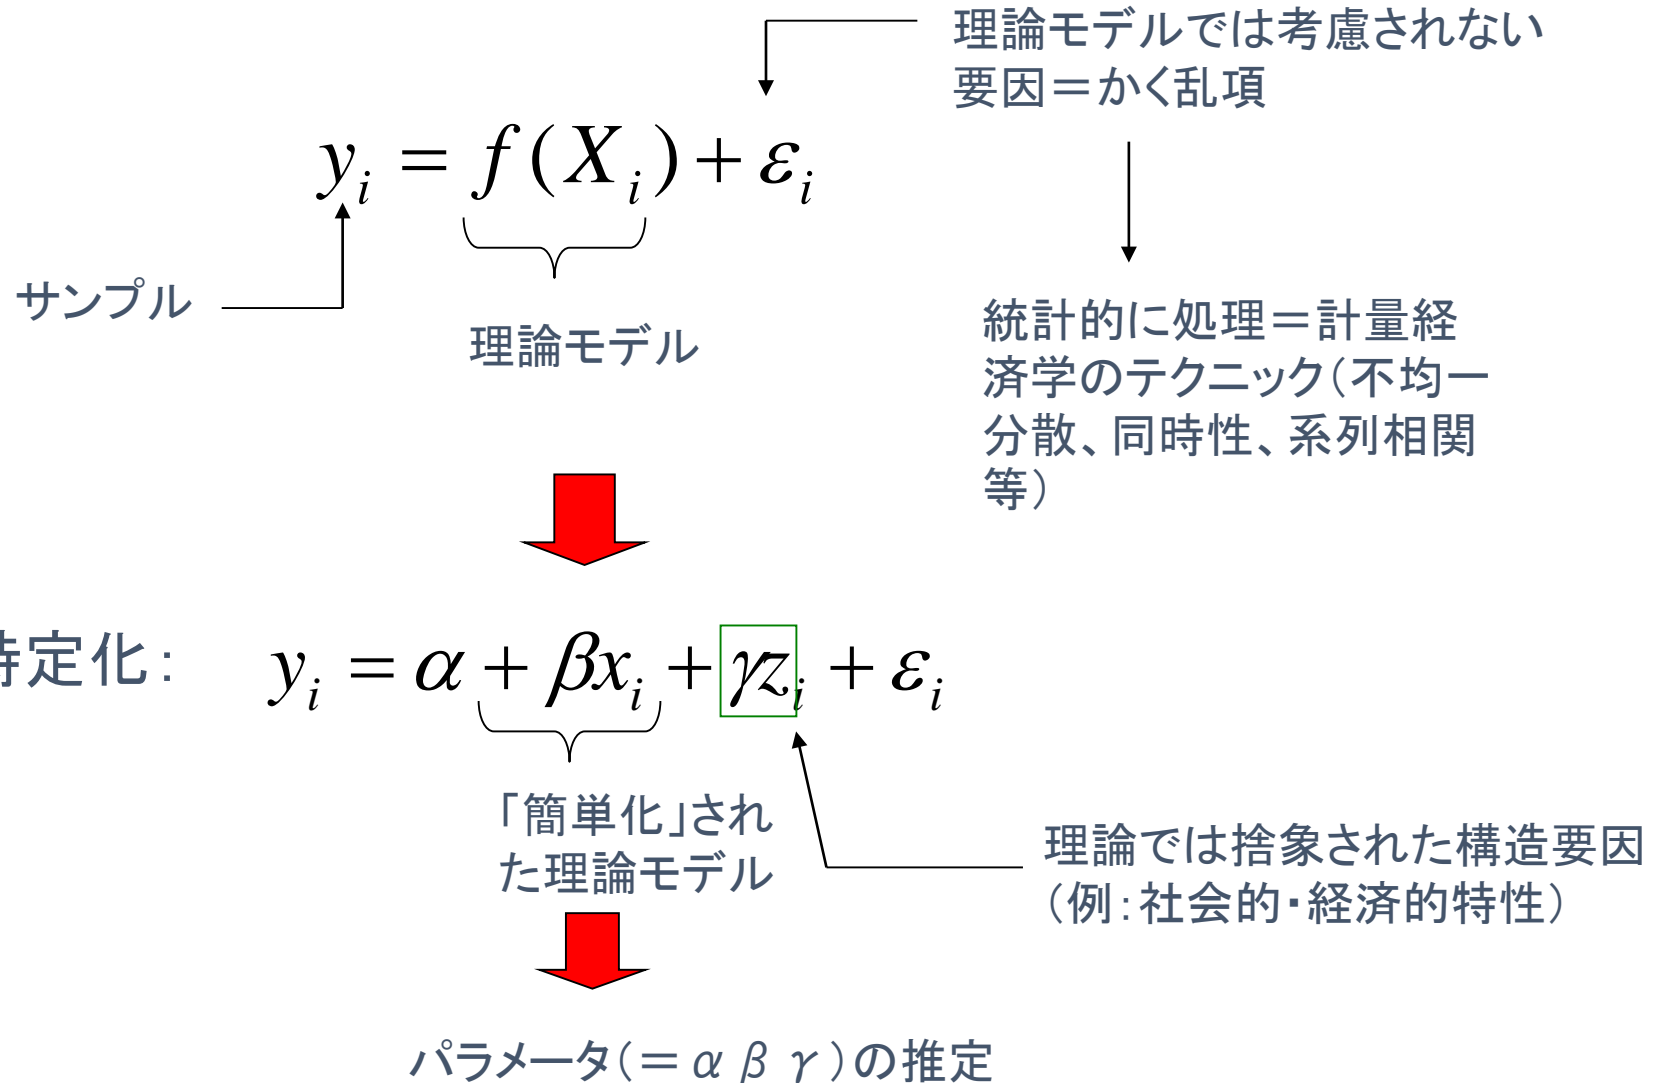 理論モデルでは考慮されない
要因＝かく乱項
y_i = f(X_i) + ε_i
サンプル
理論モデル
統計的に処理＝計量経
済学のテクニック（不均一
分散、同時性、系列相関
等）
特定化： y_i = α + βx_i + γz_i + ε_i
「簡単化」され
た理論モデル
理論では捨象された構造要因
（例：社会的・経済的特性）
パラメータ（＝α β γ）の推定